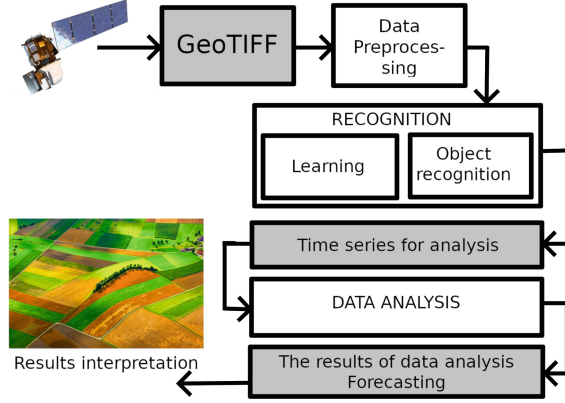 GeoTIFF
Data
Preproces-
sing
RECOGNITION
Learning
Object
recognition
Time series for analysis
DATA ANALYSIS
The results of data analysis
Forecasting
Results interpretation